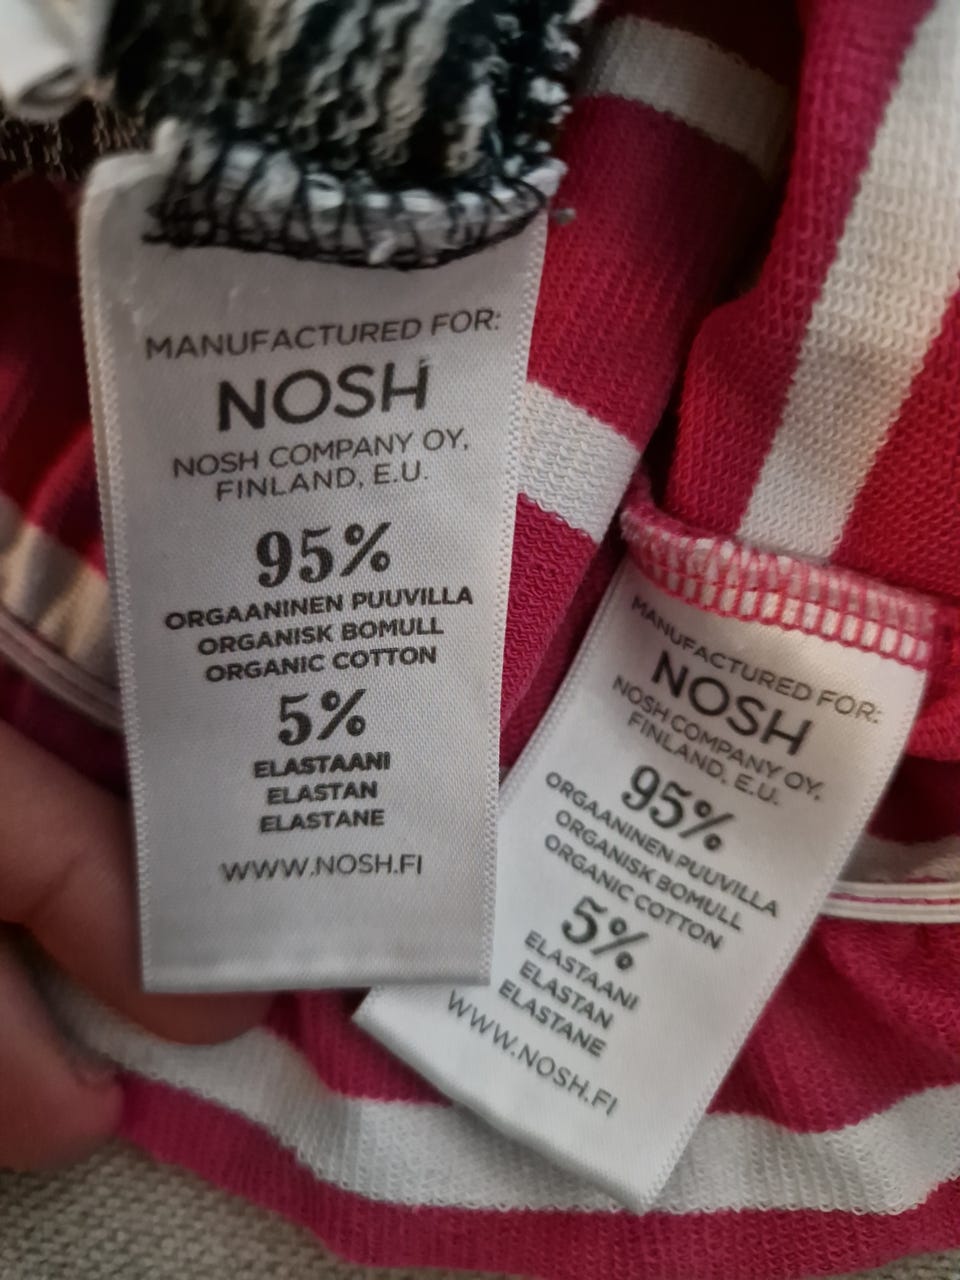 MANUFACTURED FOR:
NOSH
NOSH COMPANY OY,
FINLAND, E.U.
95%
ORGAANINEN PUUVILLA
ORGANISK BOMULL
ORGANIC COTTON
5%
ELASTAANI
ELASTAN
ELASTANE
WWW.NOSH.FI
MANUFACTURED FOR:
NOSH
NOSH COMPANY OY,
FINLAND, E.U.
95%
ORGAANINEN PUUVILLA
ORGANISK BOMULL
ORGANIC COTTON
5%
ELASTAANI
ELASTAN
ELASTANE
WWW.NOSH.FI